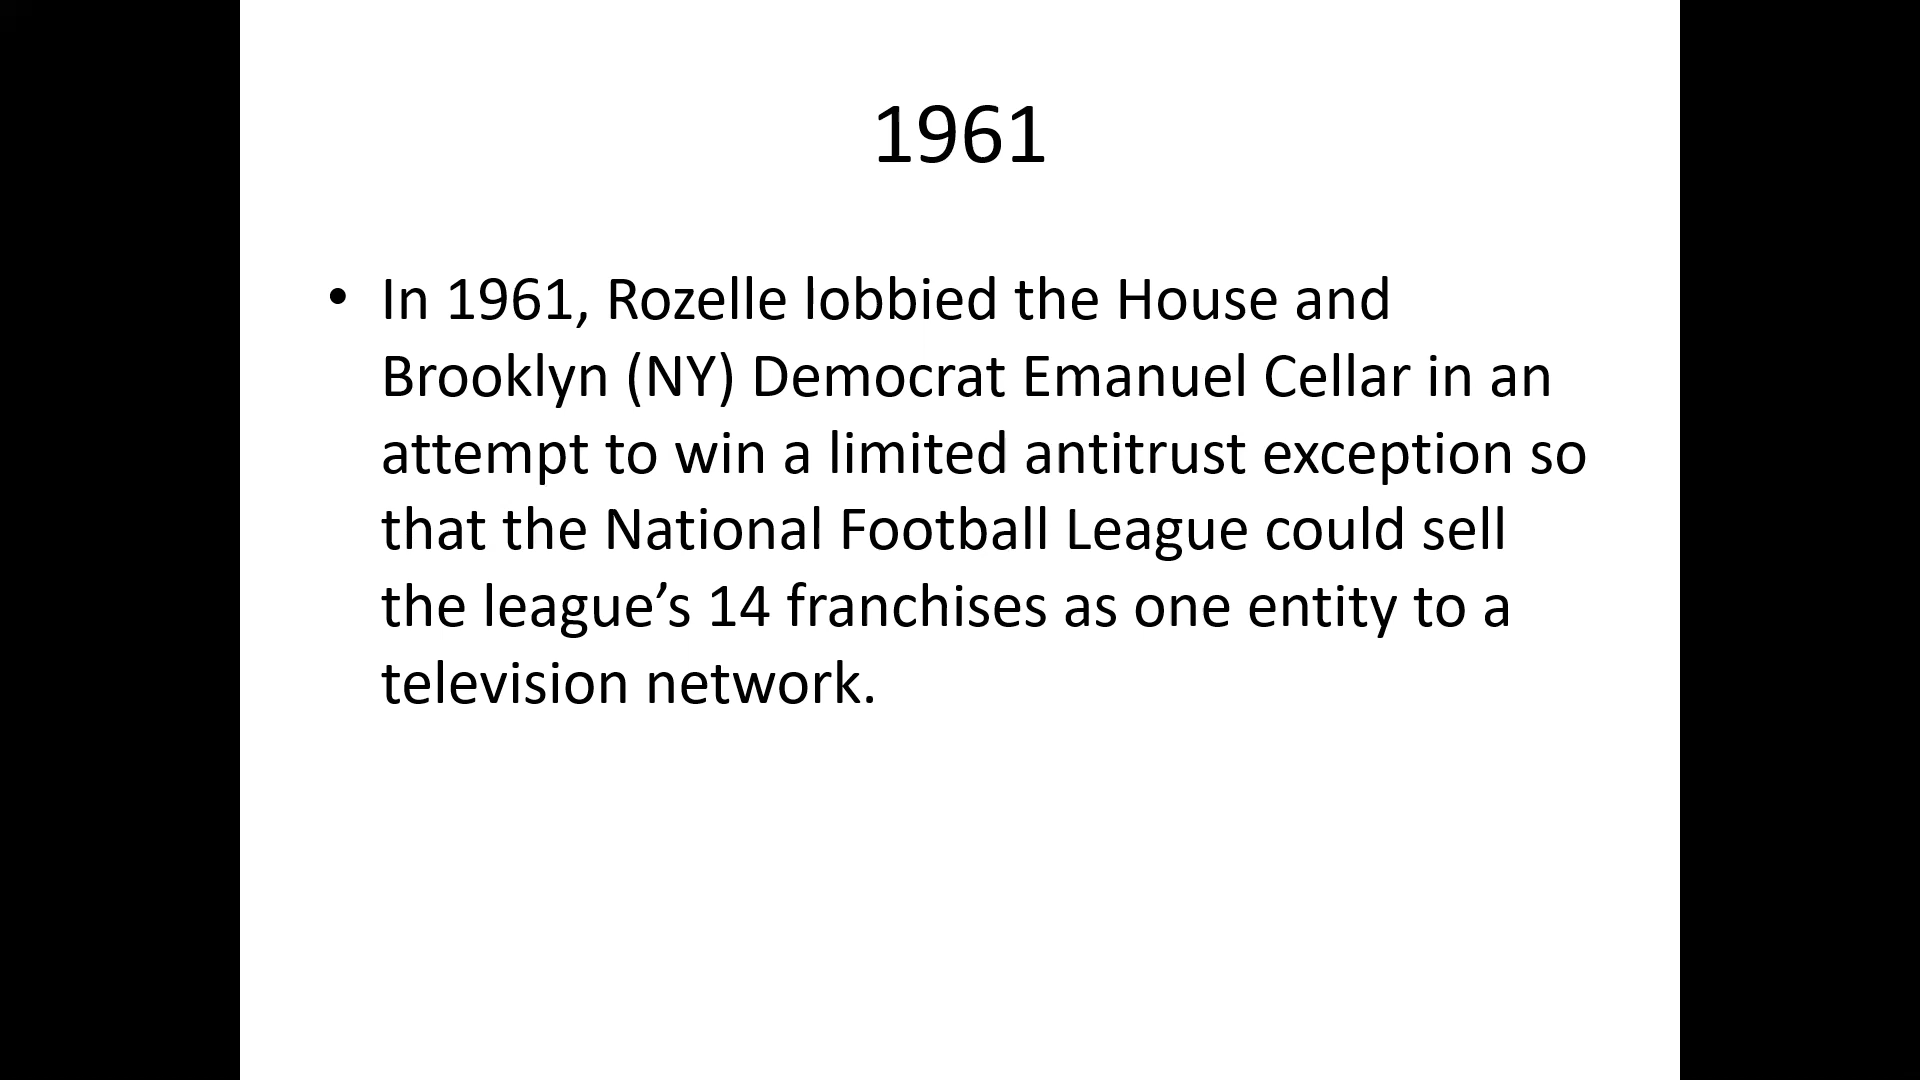 1961
• In 1961, Rozelle lobbied the House and
Brooklyn (NY) Democrat Emanuel Cellar in an
attempt to win a limited antitrust exception so
that the National Football League could sell
the league’s 14 franchises as one entity to a
television network.